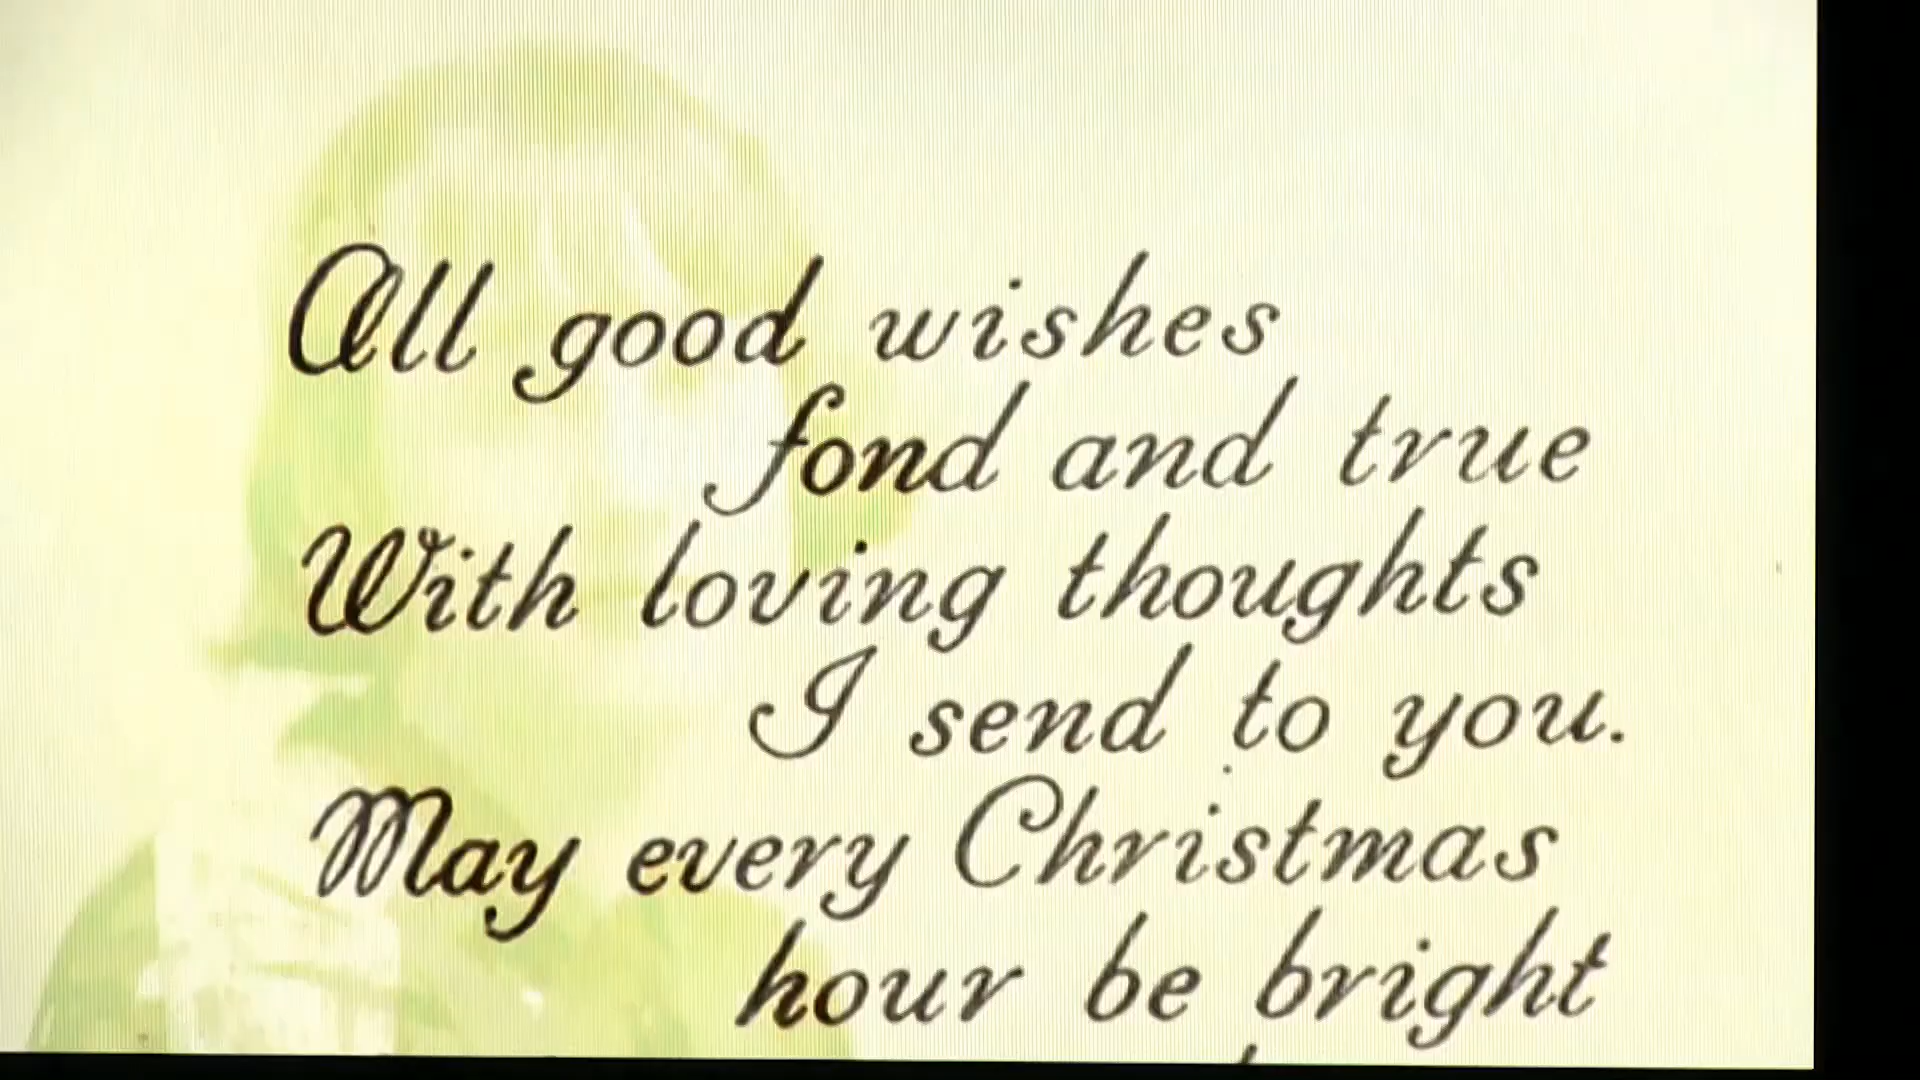 All good wishes
fond and true
With loving thoughts
I send to you.
May every Christmas
hour be bright